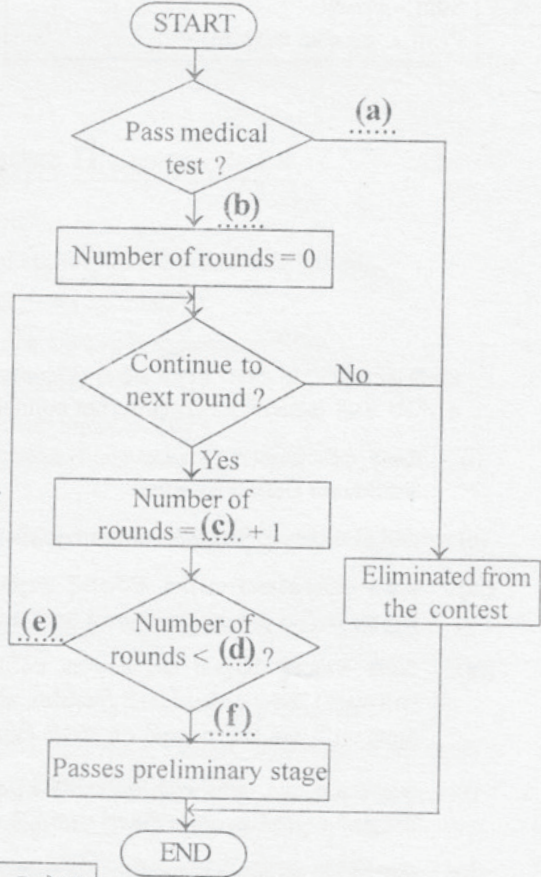 START
(a)
Pass medical
test ?
(b)
Number of rounds = 0
Continue to
next round ?
No
Yes
Number of
rounds = (c) + 1
Eliminated from
the contest
(e)
Number of
rounds < (d) ?
(f)
Passes preliminary stage
END